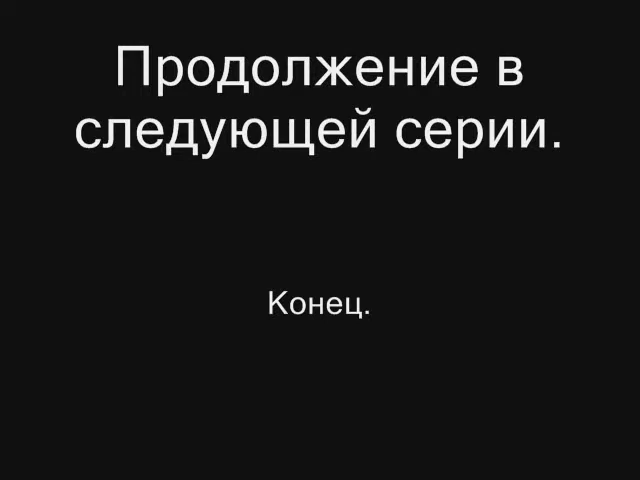 Продолжение в
следующей серии.
Конец.